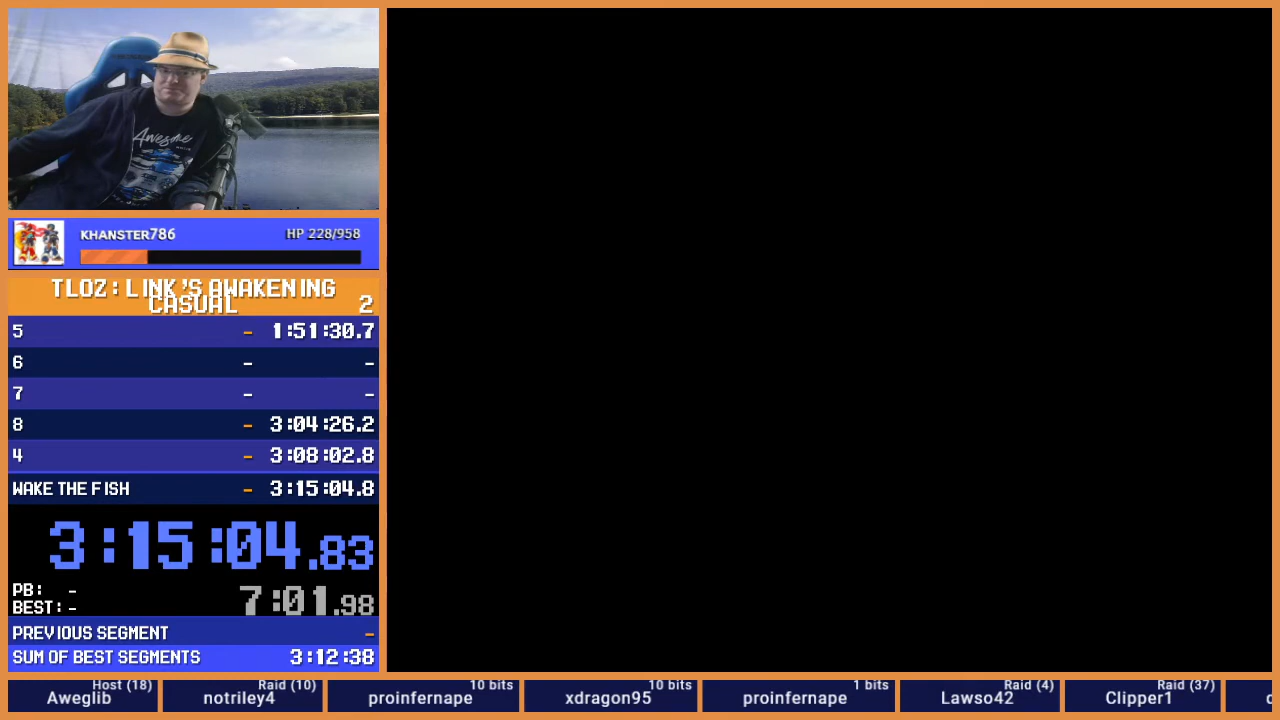 Awesome
KHANSTER786 HP 228/958
TLOZ: LINK'S AWAKENING
CASUAL 2
5 - 1:51:30.7
6 - -
7 - -
8 - 3:04:26.2
4 - 3:08:02.8
WAKE THE FISH - 3:15:04.8
3:15:04.83
PB: -
BEST: - 7:01.98
PREVIOUS SEGMENT -
SUM OF BEST SEGMENTS 3:12:38
Host (18) Raid (10) 10 bits 10 bits 1 bits Raid (4) Raid (37)
Aweglib notriley4 proinfernape xdragon95 proinfernape Lawso42 Clipper1